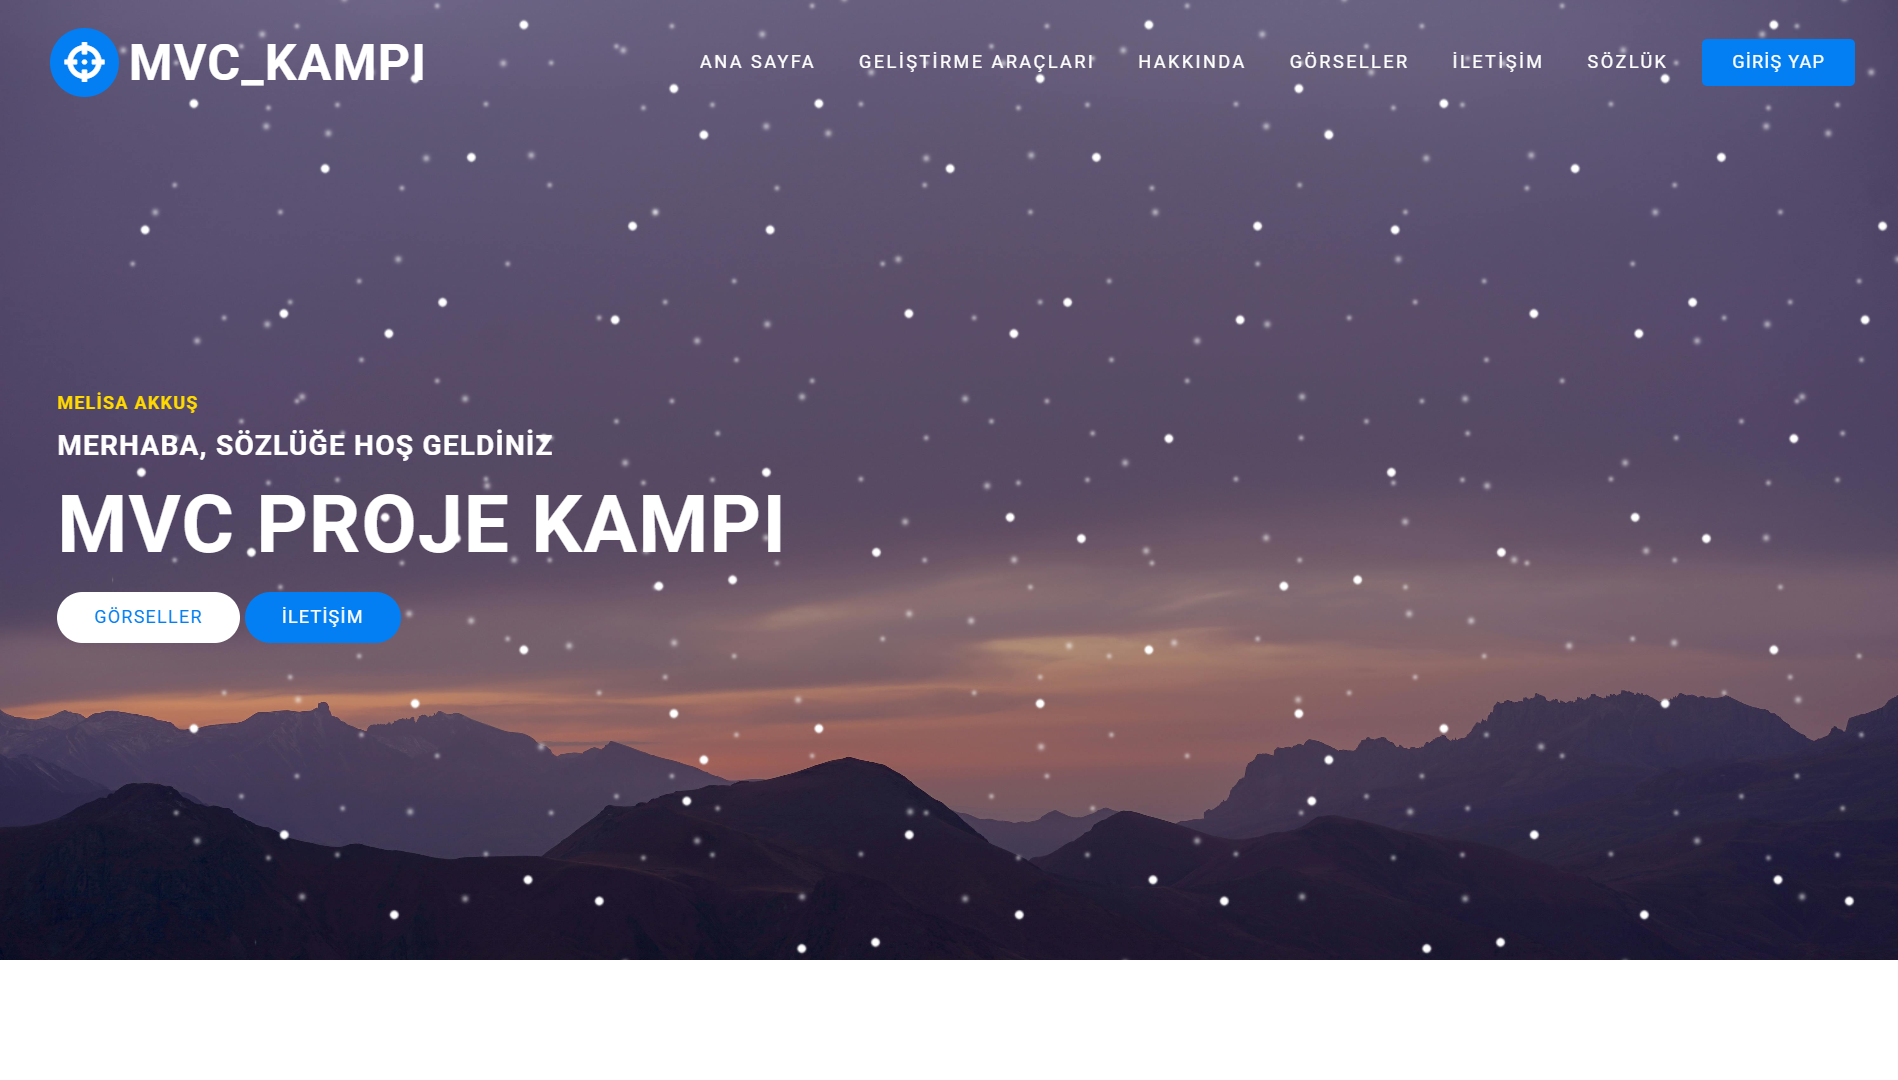 MVC_KAMPI
ANA SAYFA
GELİŞTİRME ARAÇLARI
HAKKINDA
GÖRSELLER
İLETİŞİM
SÖZLÜK
GİRİŞ YAP
MELİSA AKKUŞ
MERHABA, SÖZLÜĞE HOŞ GELDİNİZ
MVC PROJE KAMPI
GÖRSELLER
İLETİŞİM